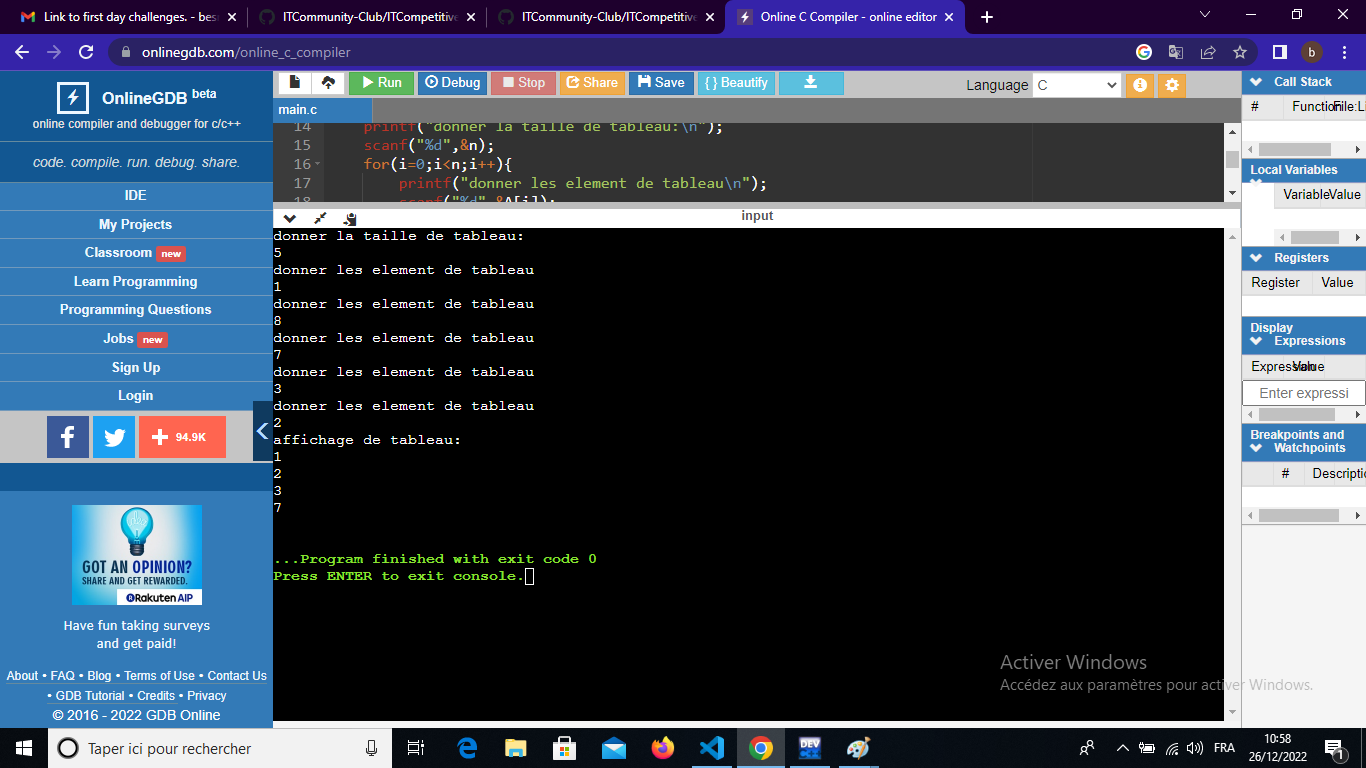 Link to first day challenges. - bes
ITCommunity-Club/ITCompetitive
ITCommunity-Club/ITCompetitive
Online C Compiler - online editor
onlinegdb.com/online_c_compiler
b
OnlineGDB beta
online compiler and debugger for c/c++
code. compile. run. debug. share.
IDE
My Projects
Classroom new
Learn Programming
Programming Questions
Jobs new
Sign Up
Login
94.9K
GOT AN OPINION?
SHARE AND GET REWARDED.
Rakuten AIP
Have fun taking surveys
and get paid!
About • FAQ • Blog • Terms of Use • Contact Us
• GDB Tutorial • Credits • Privacy
© 2016 - 2022 GDB Online
Run Debug Stop Share Save { } Beautify
Language C
main.c
14 printf("donner la taille de tableau:\n");
15 scanf("%d",&n);
16 for(i=0;i<n;i++){
17 printf("donner les element de tableau\n");
18 scanf("%d",&A[i]);
input
donner la taille de tableau:
5
donner les element de tableau
1
donner les element de tableau
8
donner les element de tableau
7
donner les element de tableau
3
donner les element de tableau
2
affichage de tableau:
1
2
3
7
...Program finished with exit code 0
Press ENTER to exit console.
Call Stack
# Function File:Li
Local Variables
Variable Value
Registers
Register Value
Display
Expressions
Expression Value
Enter expressi
Breakpoints and
Watchpoints
# Descriptio
Activer Windows
Accédez aux paramètres pour activer Windows.
Taper ici pour rechercher
DEV
FRA
10:58
26/12/2022
1